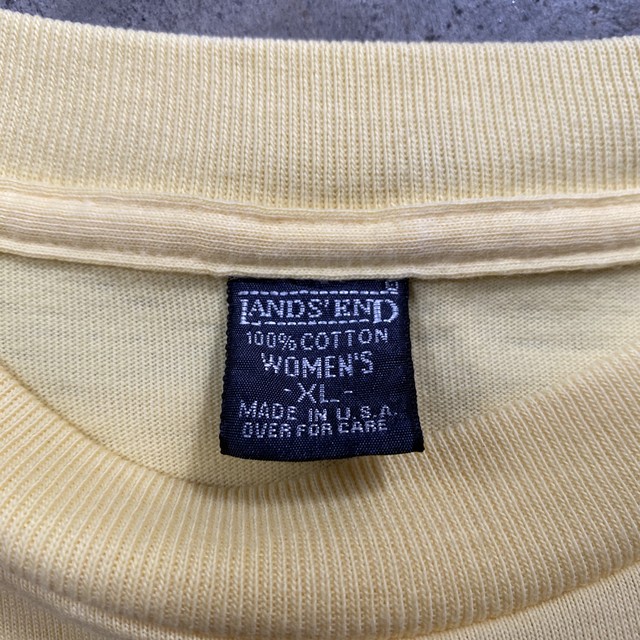 LANDS' END
100% COTTON
WOMEN'S
-XL-
MADE IN U.S.A.
OVER FOR CARE